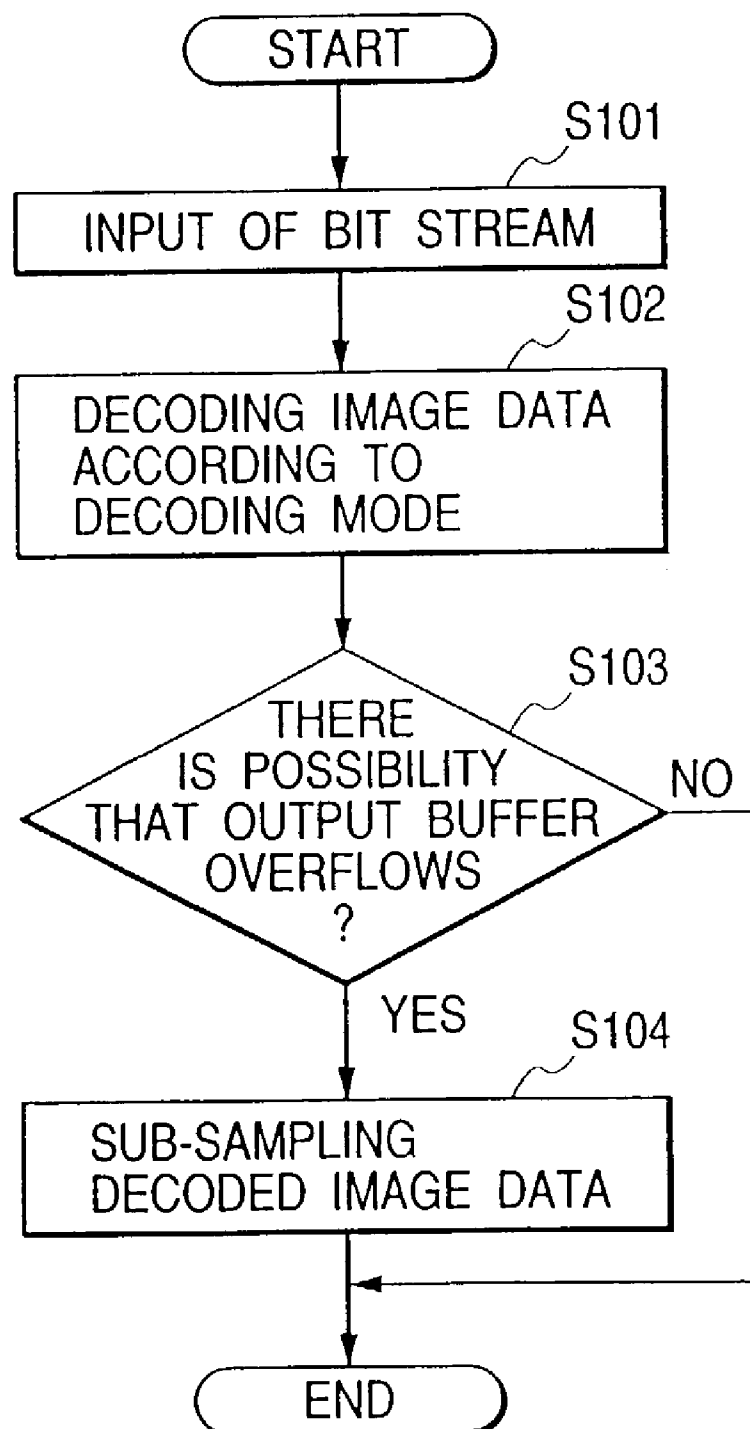 START
S101
INPUT OF BIT STREAM
S102
DECODING IMAGE DATA
ACCORDING TO
DECODING MODE
S103
THERE
IS POSSIBILITY
THAT OUTPUT BUFFER
OVERFLOWS
?
NO
YES
S104
SUB-SAMPLING
DECODED IMAGE DATA
END